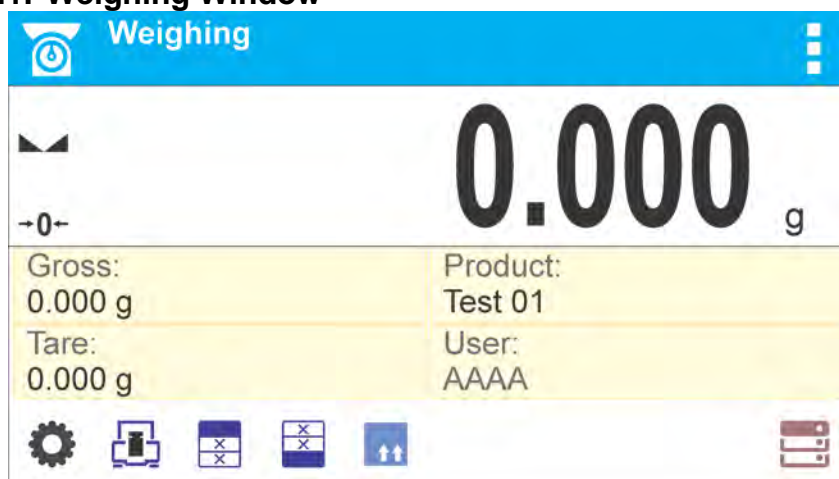 Weighing Window
Weighing
0.000 g
→0←
Gross:
0.000 g
Product:
Test 01
Tare:
0.000 g
User:
AAAA